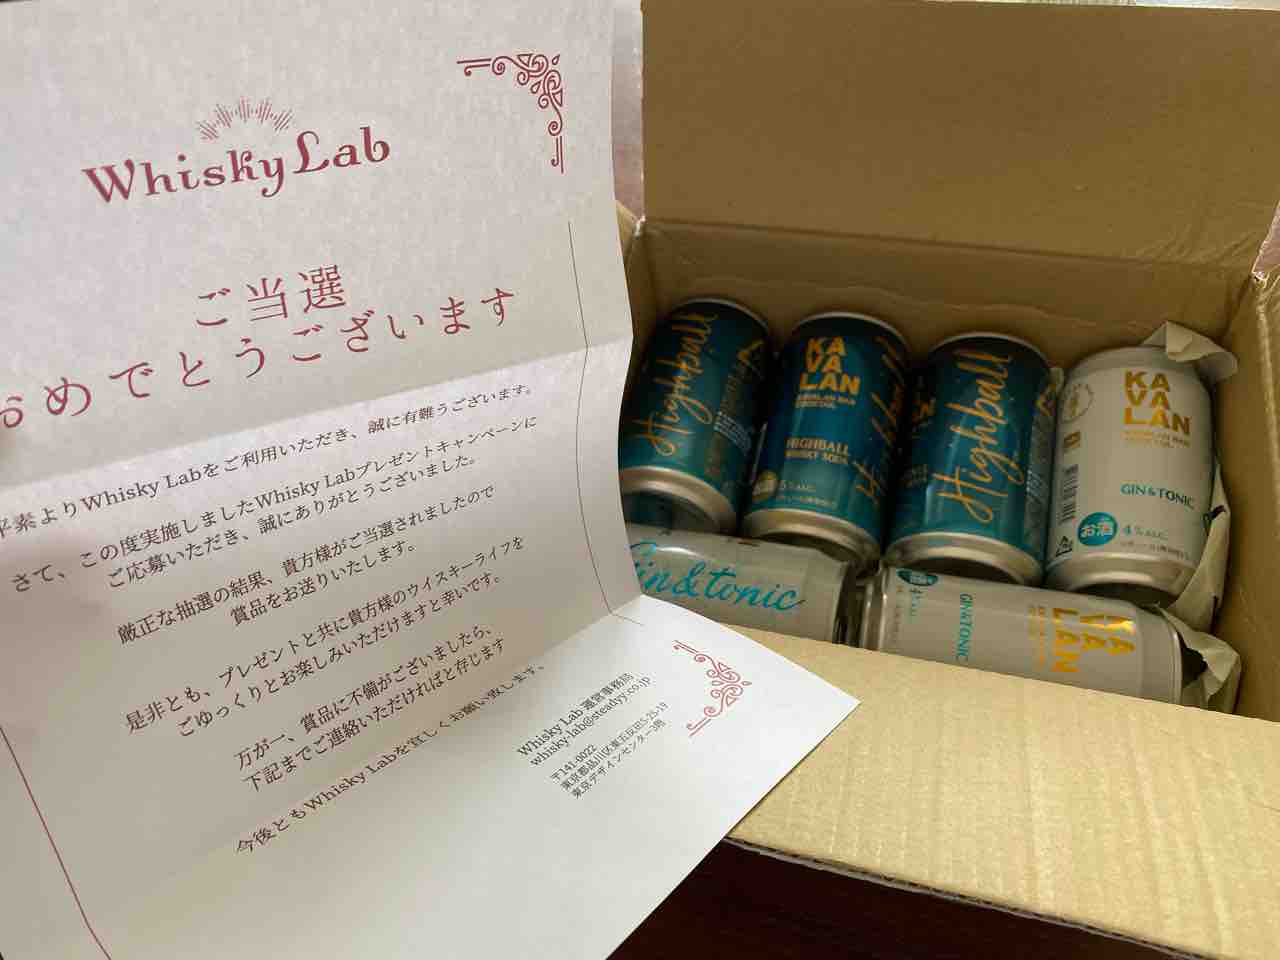 Whisky Lab
ご当選
おめでとうございます
平素よりWhisky Labをご利用いただき、誠に有難うございます。
さて、この度実施しましたWhisky Labプレゼントキャンペーンに
ご応募いただき、誠にありがとうございました。
厳正な抽選の結果、貴方様がご当選されましたので
賞品をお送りいたします。
是非とも、プレゼントと共に貴方様のウイスキーライフを
ごゆっくりとお楽しみいただけますと幸いです。
万が一、賞品に不備がございましたら、
下記までご連絡いただければと存じます
今後ともWhisky Labを宜しくお願い致します。
Whisky Lab 運営事務局
whisky-lab@steadyy.co.jp
〒141-0022
東京都品川区東五反田5-25-19
東京デザインセンター3階
Highball
KA
VA
LAN
HIGHBALL
WHISKY SODA
お酒
5% ALC.
Highball
Highball
KA
VA
LAN
GIN & TONIC
お酒
4% ALC.
Gin&tonic
KA
VA
LAN
GIN & TONIC
4% ALC.